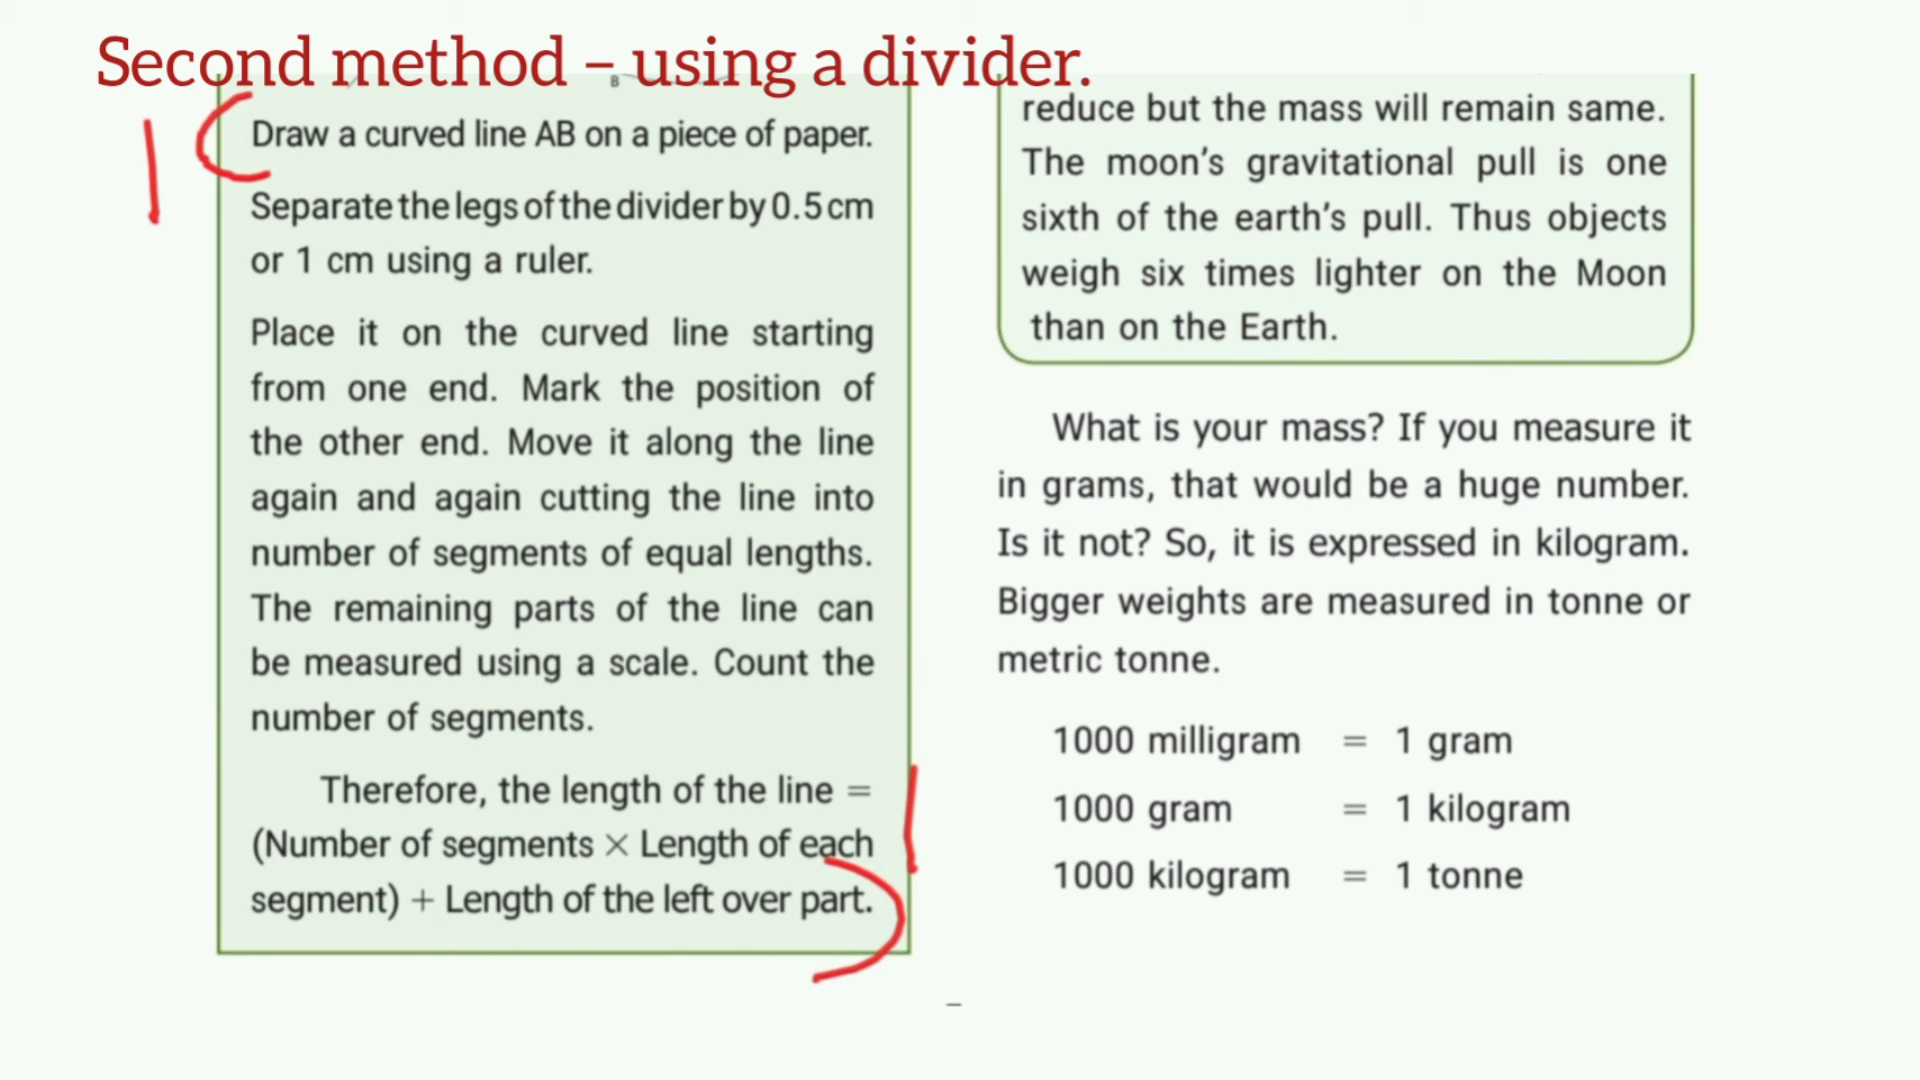 Second method – using a divider.
B
Draw a curved line AB on a piece of paper.
Separate the legs of the divider by 0.5 cm
or 1 cm using a ruler.
Place it on the curved line starting
from one end. Mark the position of
the other end. Move it along the line
again and again cutting the line into
number of segments of equal lengths.
The remaining parts of the line can
be measured using a scale. Count the
number of segments.
Therefore, the length of the line =
(Number of segments × Length of each
segment) + Length of the left over part.
reduce but the mass will remain same.
The moon's gravitational pull is one
sixth of the earth's pull. Thus objects
weigh six times lighter on the Moon
than on the Earth.
What is your mass? If you measure it
in grams, that would be a huge number.
Is it not? So, it is expressed in kilogram.
Bigger weights are measured in tonne or
metric tonne.
1000 milligram = 1 gram
1000 gram = 1 kilogram
1000 kilogram = 1 tonne